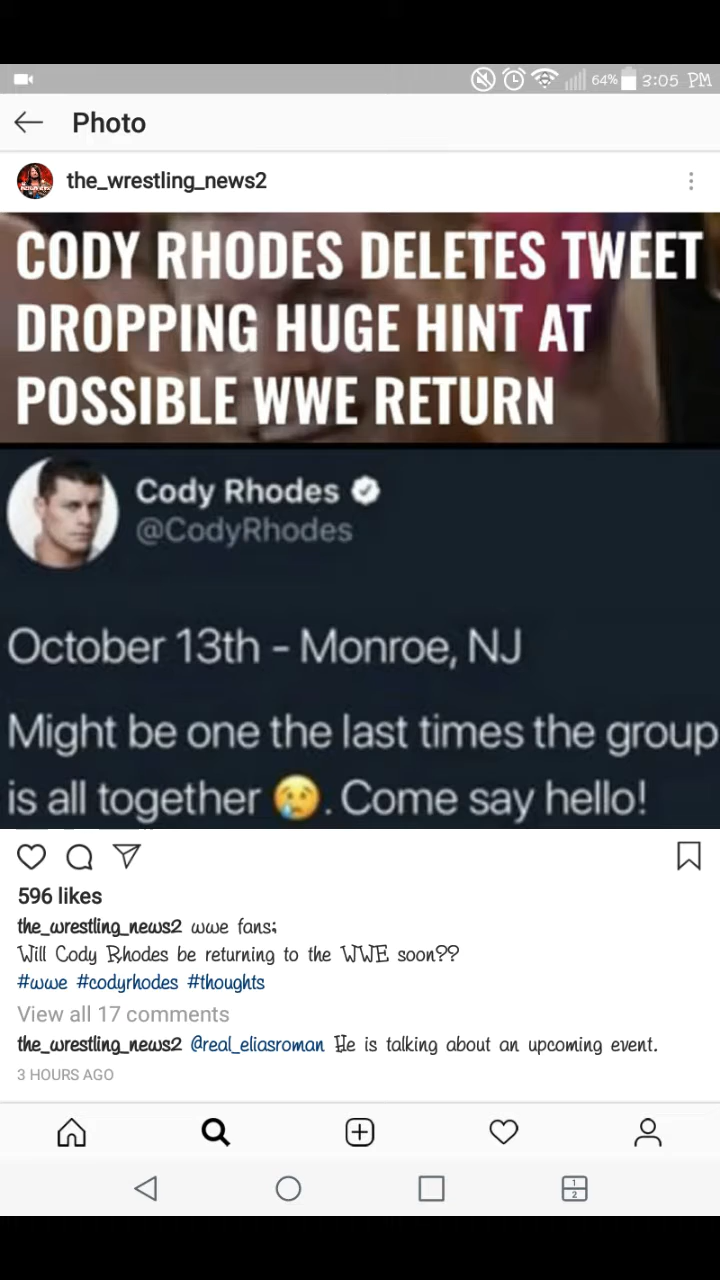 64% 3:05 PM
Photo
the_wrestling_news2
CODY RHODES DELETES TWEET
DROPPING HUGE HINT AT
POSSIBLE WWE RETURN
Cody Rhodes
@CodyRhodes
October 13th - Monroe, NJ
Might be one the last times the group
is all together 😢. Come say hello!
596 likes
the_wrestling_news2 wwe fans;
Will Cody Rhodes be returning to the WWE soon??
#wwe #codyrhodes #thoughts
View all 17 comments
the_wrestling_news2 @real_eliasroman He is talking about an upcoming event.
3 HOURS AGO
1
2